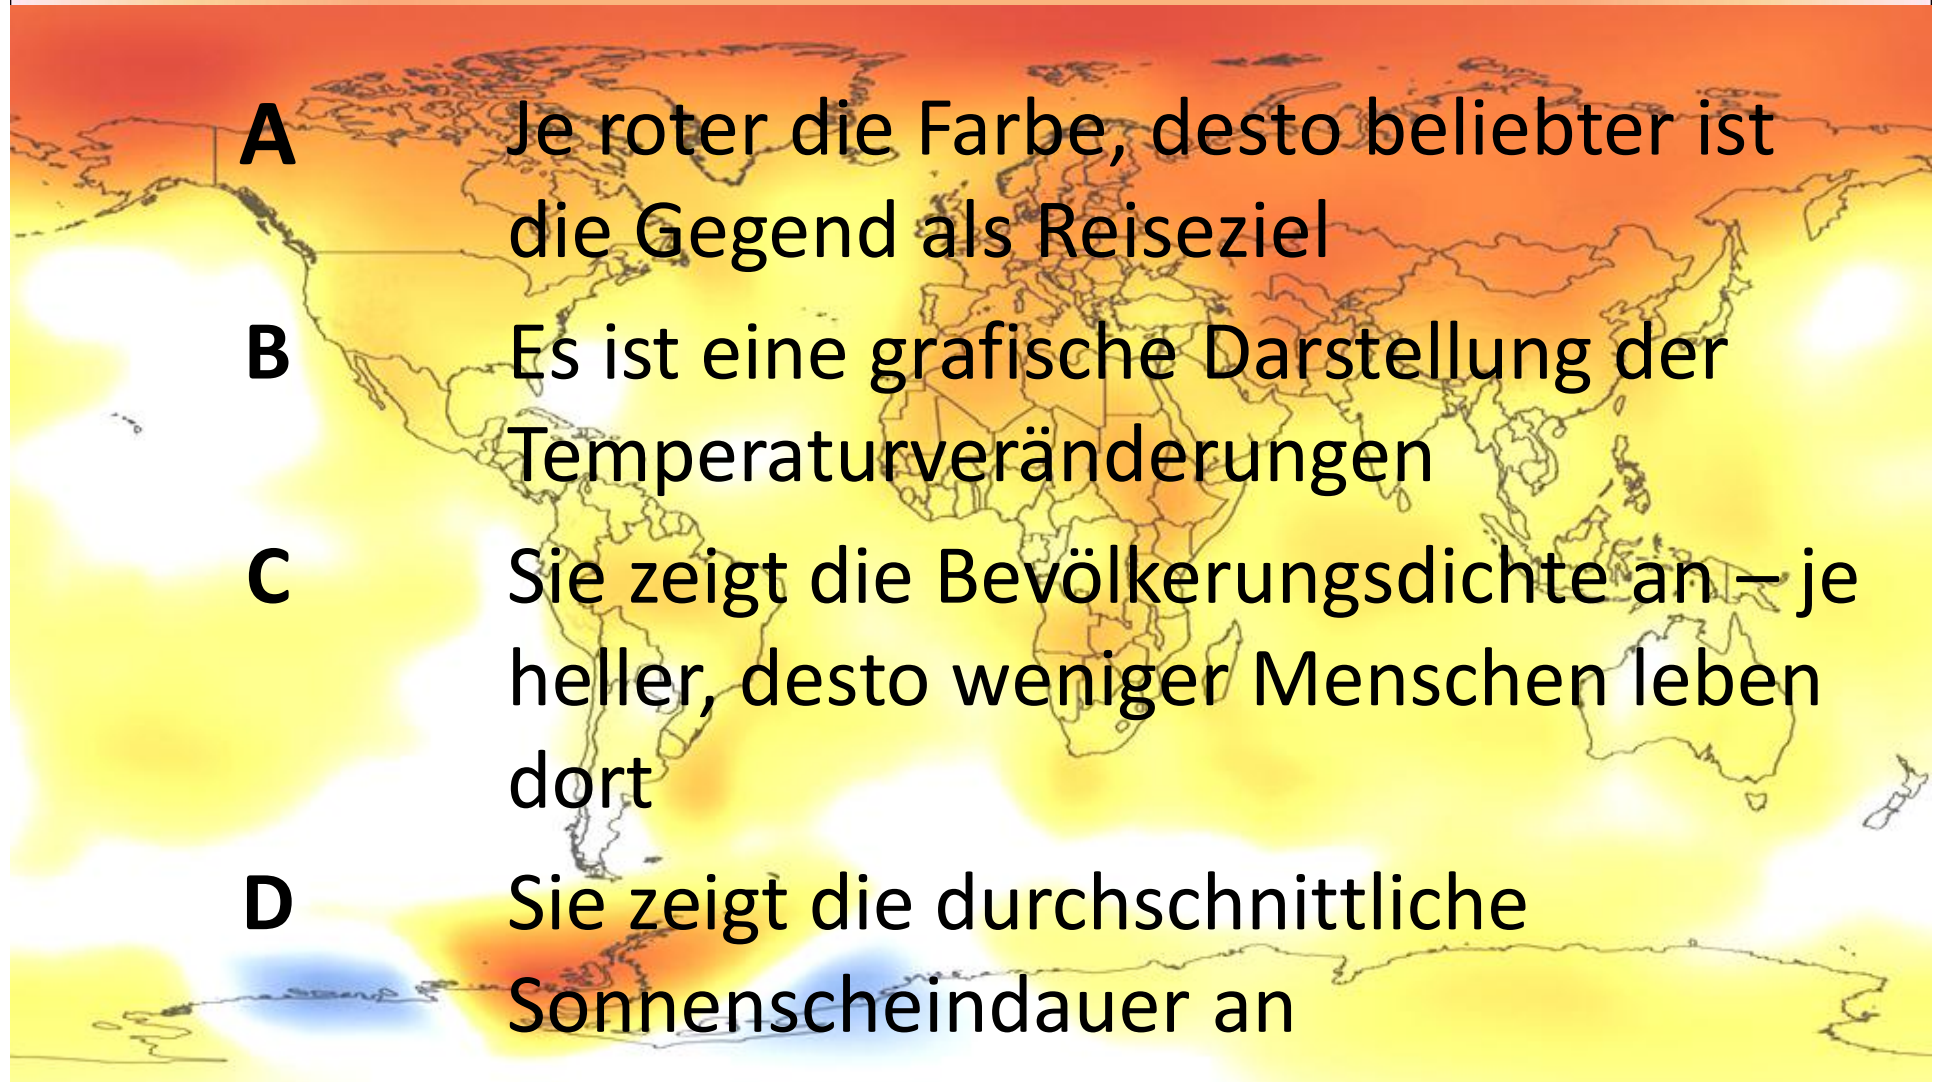 A Je roter die Farbe, desto beliebter ist
die Gegend als Reiseziel
B Es ist eine grafische Darstellung der
Temperaturveränderungen
C Sie zeigt die Bevölkerungsdichte an – je
heller, desto weniger Menschen leben
dort
D Sie zeigt die durchschnittliche
Sonnenscheindauer an